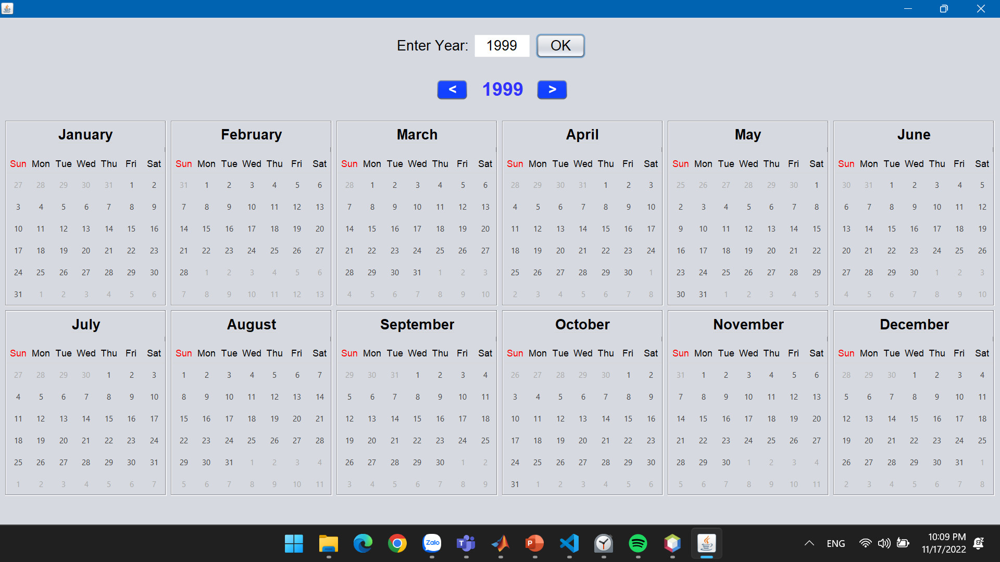 Enter Year: 1999 OK
< 1999 >
January
Sun Mon Tue Wed Thu Fri Sat
27 28 29 30 31 1 2
3 4 5 6 7 8 9
10 11 12 13 14 15 16
17 18 19 20 21 22 23
24 25 26 27 28 29 30
31 1 2 3 4 5 6
February
Sun Mon Tue Wed Thu Fri Sat
31 1 2 3 4 5 6
7 8 9 10 11 12 13
14 15 16 17 18 19 20
21 22 23 24 25 26 27
28 1 2 3 4 5 6
7 8 9 10 11 12 13
March
Sun Mon Tue Wed Thu Fri Sat
28 1 2 3 4 5 6
7 8 9 10 11 12 13
14 15 16 17 18 19 20
21 22 23 24 25 26 27
28 29 30 31 1 2 3
4 5 6 7 8 9 10
April
Sun Mon Tue Wed Thu Fri Sat
28 29 30 31 1 2 3
4 5 6 7 8 9 10
11 12 13 14 15 16 17
18 19 20 21 22 23 24
25 26 27 28 29 30 1
2 3 4 5 6 7 8
May
Sun Mon Tue Wed Thu Fri Sat
25 26 27 28 29 30 1
2 3 4 5 6 7 8
9 10 11 12 13 14 15
16 17 18 19 20 21 22
23 24 25 26 27 28 29
30 31 1 2 3 4 5
June
Sun Mon Tue Wed Thu Fri Sat
30 31 1 2 3 4 5
6 7 8 9 10 11 12
13 14 15 16 17 18 19
20 21 22 23 24 25 26
27 28 29 30 1 2 3
4 5 6 7 8 9 10
July
Sun Mon Tue Wed Thu Fri Sat
27 28 29 30 1 2 3
4 5 6 7 8 9 10
11 12 13 14 15 16 17
18 19 20 21 22 23 24
25 26 27 28 29 30 31
1 2 3 4 5 6 7
August
Sun Mon Tue Wed Thu Fri Sat
1 2 3 4 5 6 7
8 9 10 11 12 13 14
15 16 17 18 19 20 21
22 23 24 25 26 27 28
29 30 31 1 2 3 4
5 6 7 8 9 10 11
September
Sun Mon Tue Wed Thu Fri Sat
29 30 31 1 2 3 4
5 6 7 8 9 10 11
12 13 14 15 16 17 18
19 20 21 22 23 24 25
26 27 28 29 30 1 2
3 4 5 6 7 8 9
October
Sun Mon Tue Wed Thu Fri Sat
26 27 28 29 30 1 2
3 4 5 6 7 8 9
10 11 12 13 14 15 16
17 18 19 20 21 22 23
24 25 26 27 28 29 30
31 1 2 3 4 5 6
November
Sun Mon Tue Wed Thu Fri Sat
31 1 2 3 4 5 6
7 8 9 10 11 12 13
14 15 16 17 18 19 20
21 22 23 24 25 26 27
28 29 30 1 2 3 4
5 6 7 8 9 10 11
December
Sun Mon Tue Wed Thu Fri Sat
28 29 30 1 2 3 4
5 6 7 8 9 10 11
12 13 14 15 16 17 18
19 20 21 22 23 24 25
26 27 28 29 30 31 1
2 3 4 5 6 7 8
Zalo
T
P
ENG
10:09 PM
11/17/2022